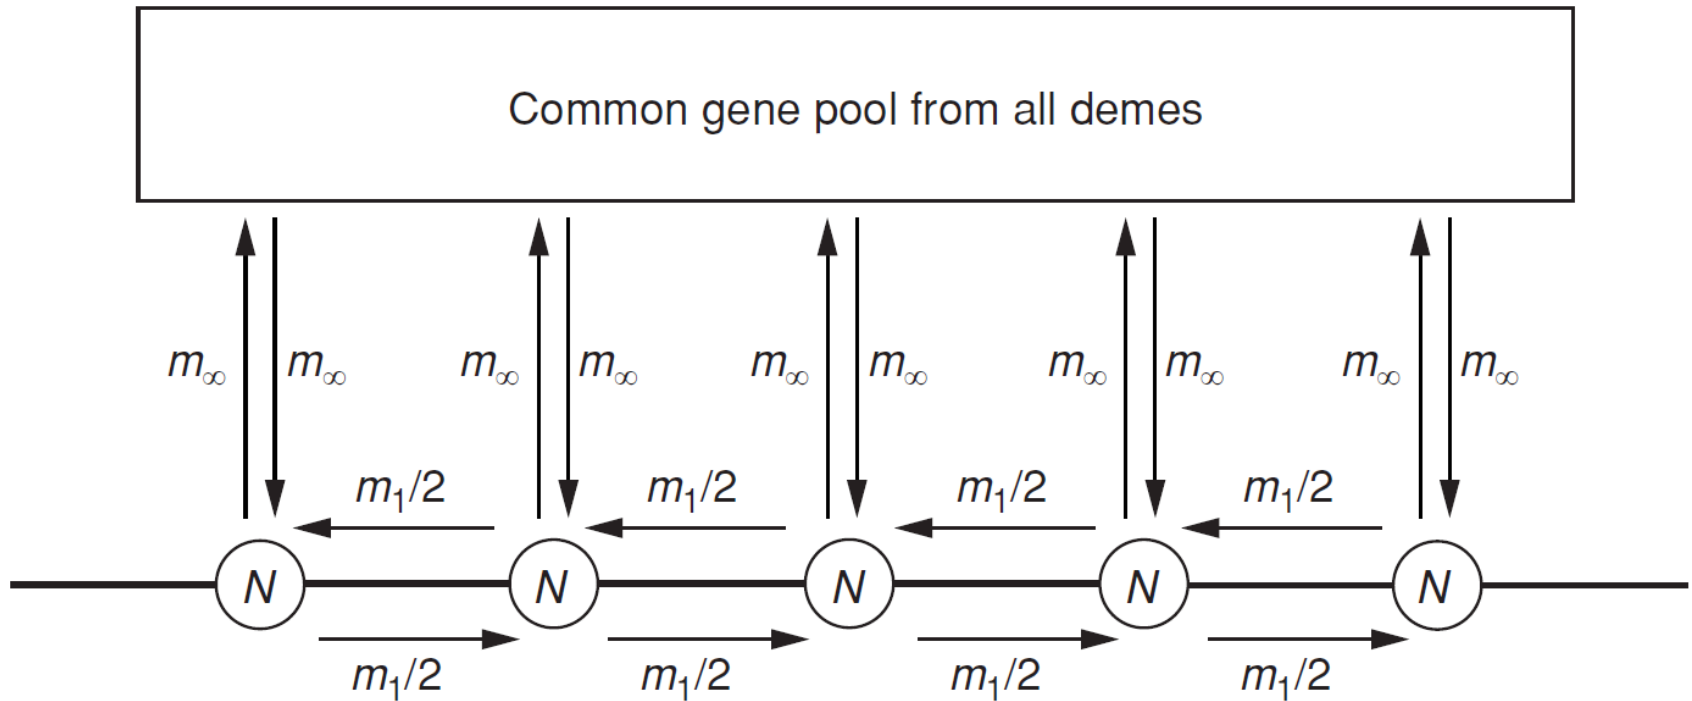 Common gene pool from all demes
m∞ m∞ m∞ m∞ m∞ m∞ m∞ m∞ m∞ m∞
m₁/2 m₁/2 m₁/2 m₁/2
N N N N N
m₁/2 m₁/2 m₁/2 m₁/2